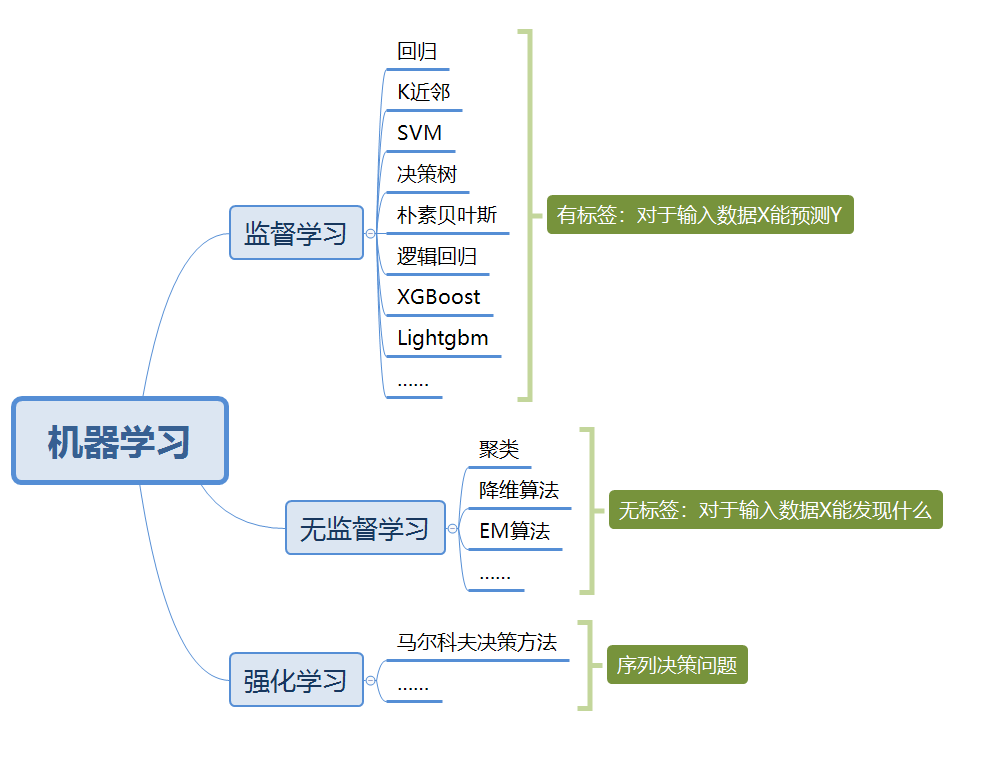 机器学习
监督学习
回归
K近邻
SVM
决策树
朴素贝叶斯
逻辑回归
XGBoost
Lightgbm
......
有标签：对于输入数据X能预测Y
无监督学习
聚类
降维算法
EM算法
......
无标签：对于输入数据X能发现什么
强化学习
马尔科夫决策方法
......
序列决策问题